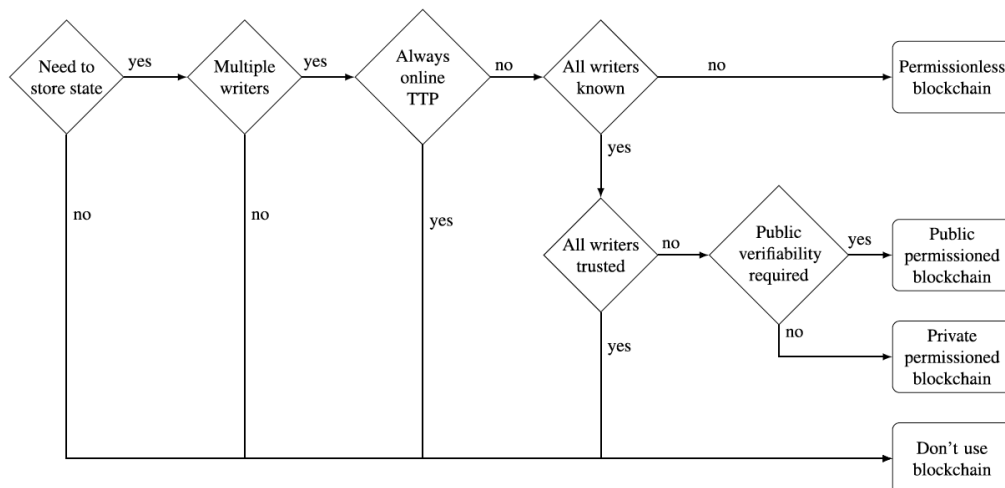 Need to
store state
yes
Multiple
writers
yes
Always
online
TTP
no
All writers
known
no
Permissionless
blockchain
yes
no
no
yes
All writers
trusted
no
Public
verifiability
required
yes
Public
permissioned
blockchain
yes
no
Private
permissioned
blockchain
Don't use
blockchain